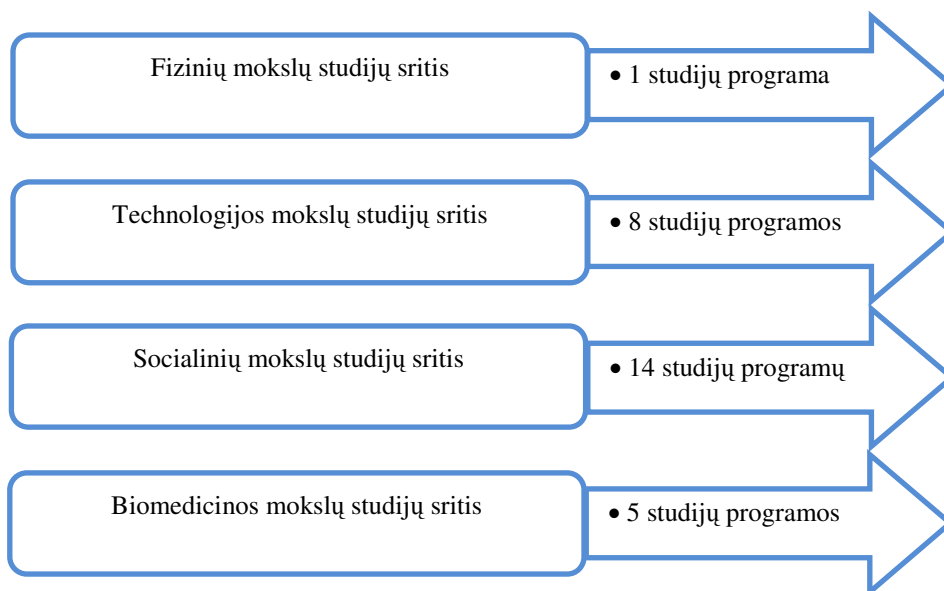 Fizinių mokslų studijų sritis
• 1 studijų programa
Technologijos mokslų studijų sritis
• 8 studijų programos
Socialinių mokslų studijų sritis
• 14 studijų programų
Biomedicinos mokslų studijų sritis
• 5 studijų programos